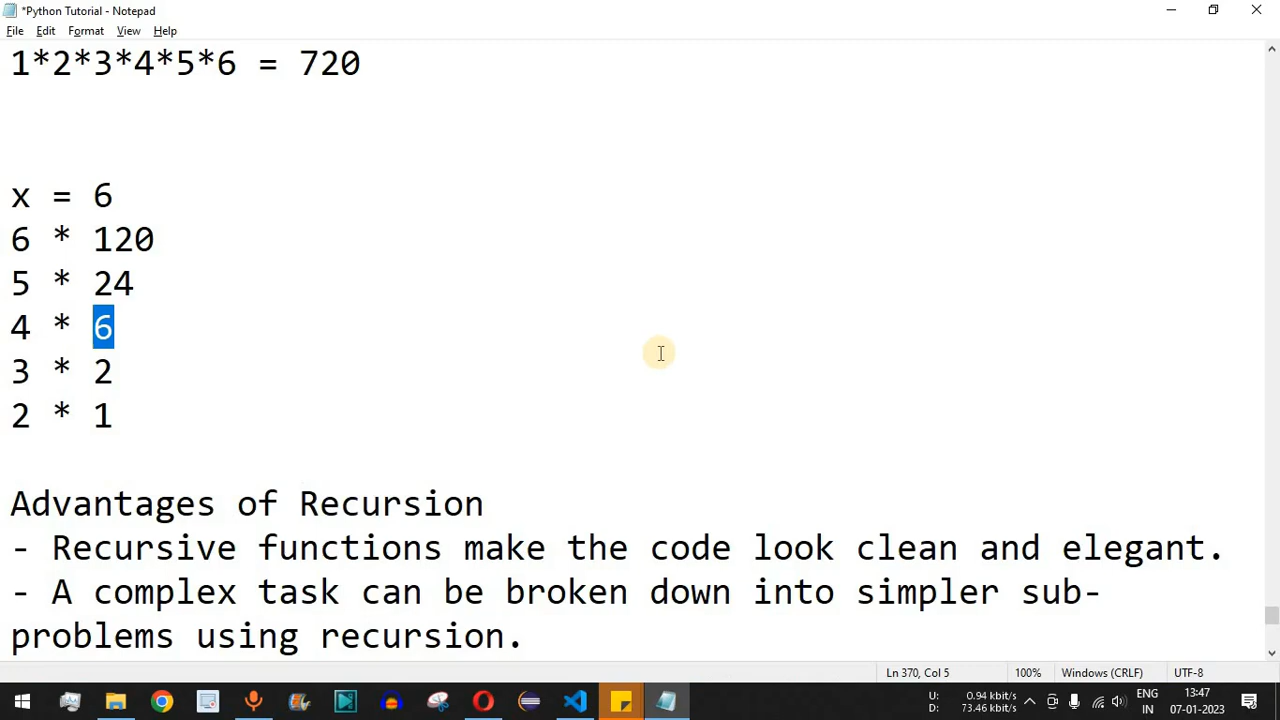 *Python Tutorial - Notepad
File Edit Format View Help
1*2*3*4*5*6 = 720
x = 6
6 * 120
5 * 24
4 * 6
3 * 2
2 * 1
Advantages of Recursion
- Recursive functions make the code look clean and elegant.
- A complex task can be broken down into simpler sub-
problems using recursion.
Ln 370, Col 5 100% Windows (CRLF) UTF-8
U: 0.94 kbit/s ENG 13:47
D: 73.46 kbit/s IN 07-01-2023